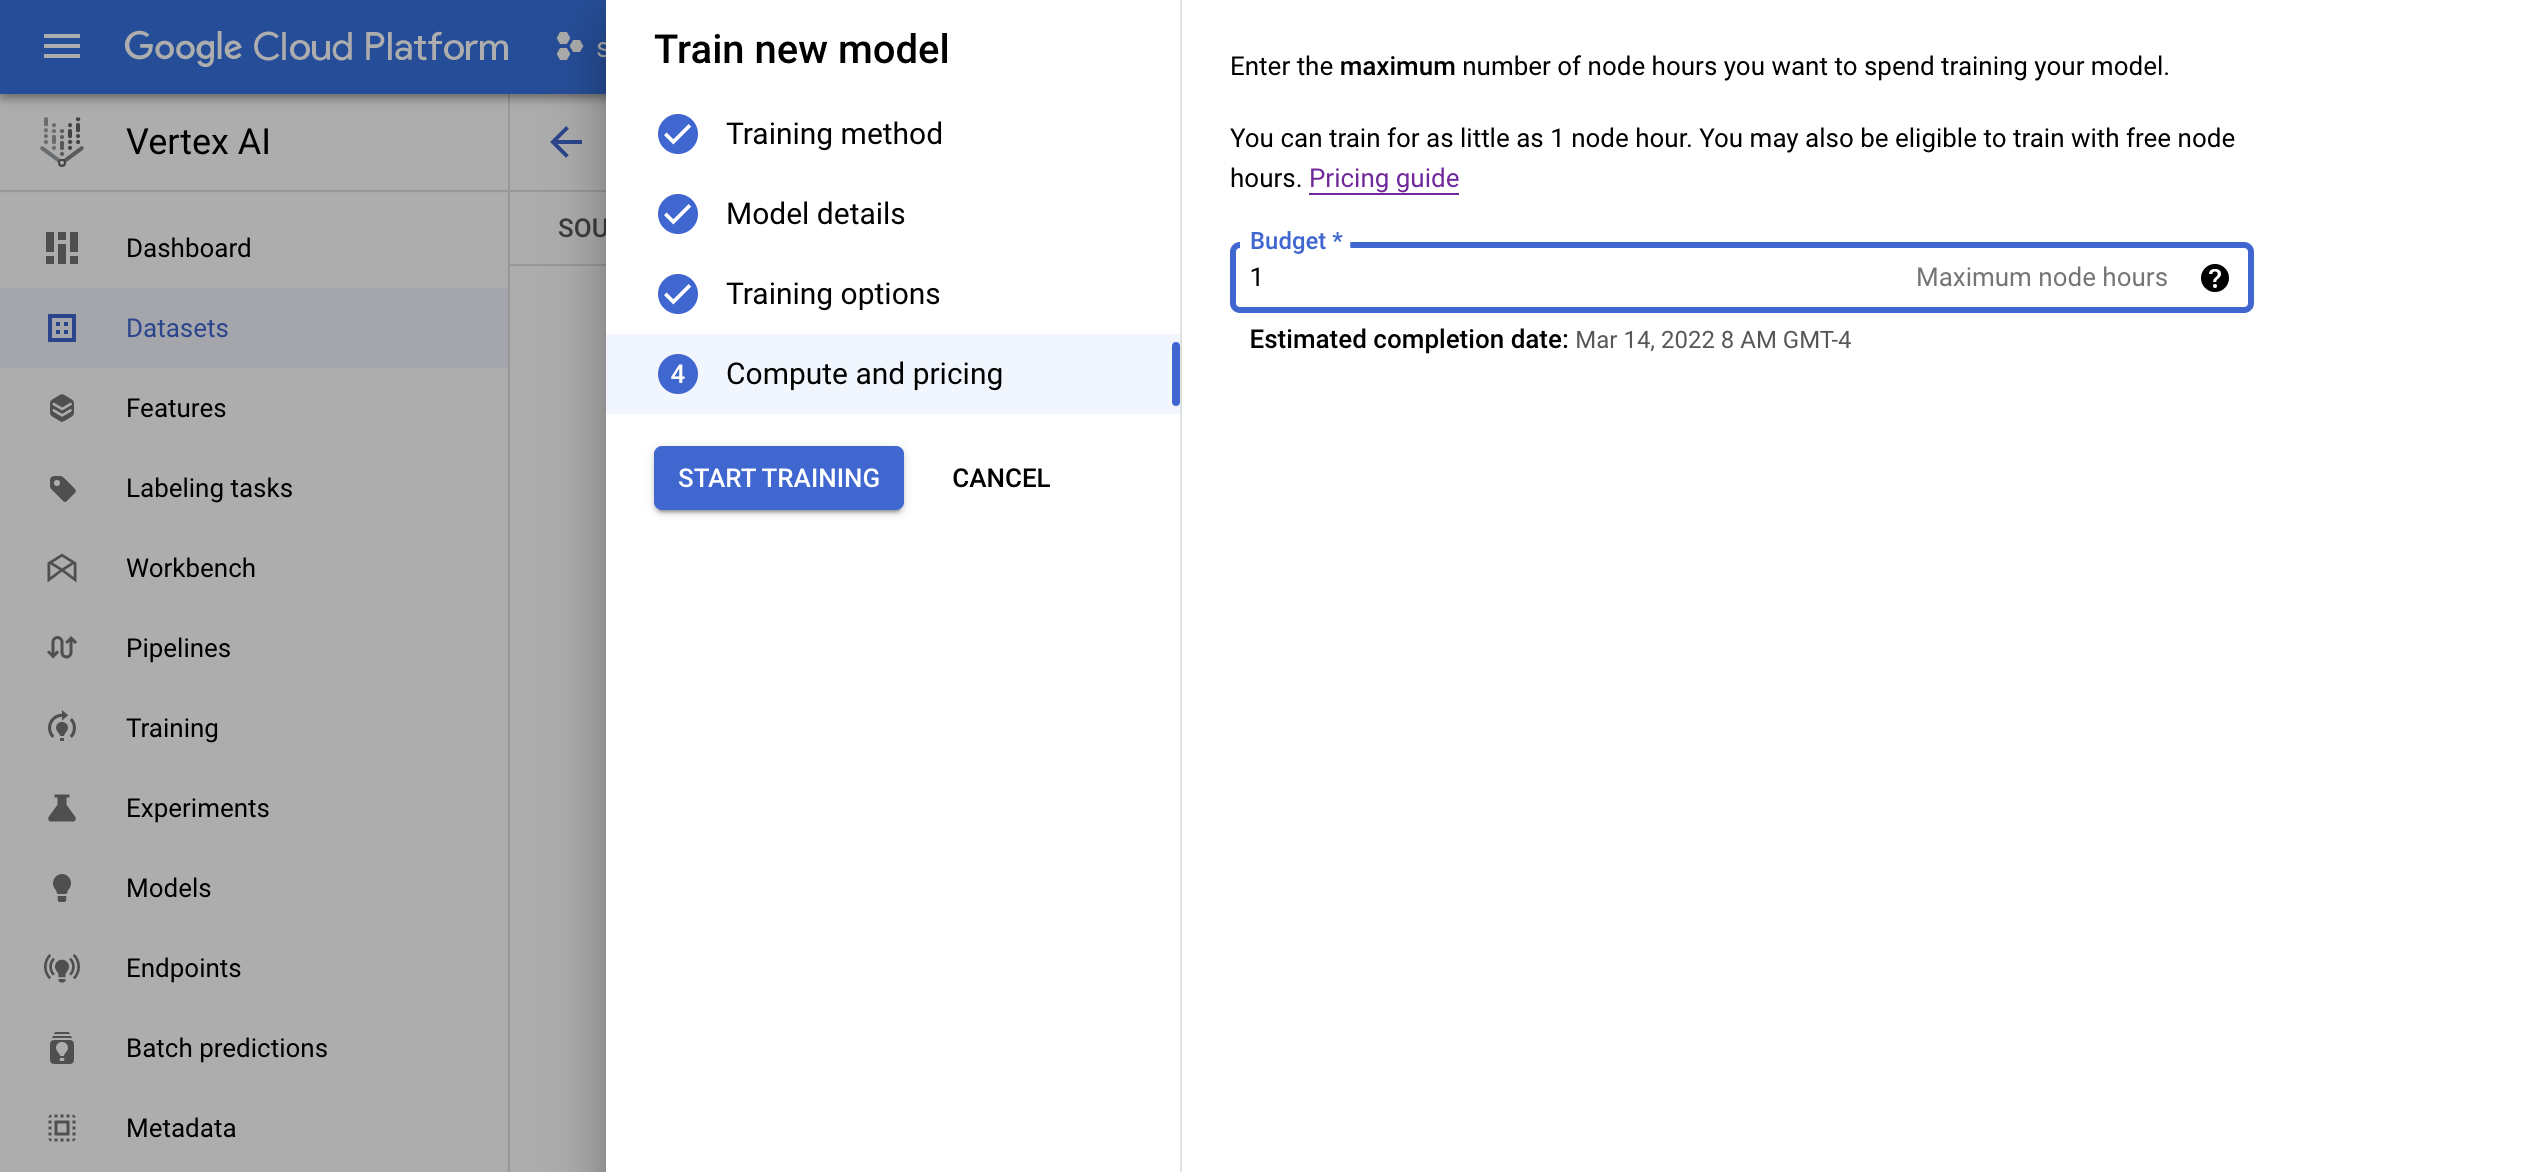 Google Cloud Platform
s
Vertex AI
SOU
Dashboard
Datasets
Features
Labeling tasks
Workbench
Pipelines
Training
Experiments
Models
Endpoints
Batch predictions
Metadata
Train new model
Training method
Model details
Training options
4 Compute and pricing
START TRAINING CANCEL
Enter the maximum number of node hours you want to spend training your model.
You can train for as little as 1 node hour. You may also be eligible to train with free node
hours. Pricing guide
Budget *
1 Maximum node hours ?
Estimated completion date: Mar 14, 2022 8 AM GMT-4